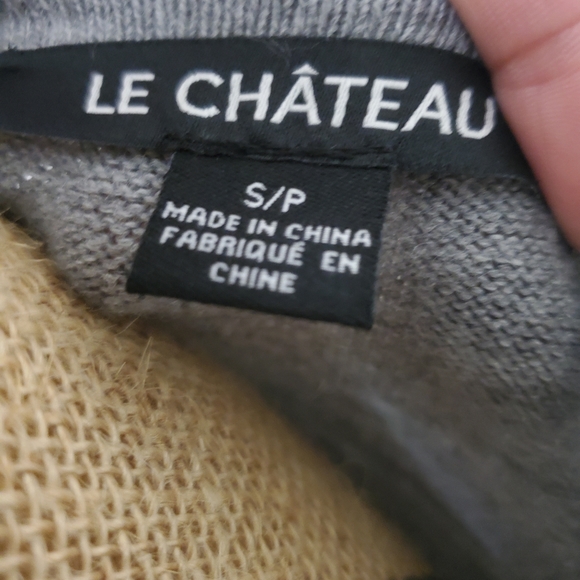 LE CHÂTEAU
S/P
MADE IN CHINA
FABRIQUÉ EN
CHINE